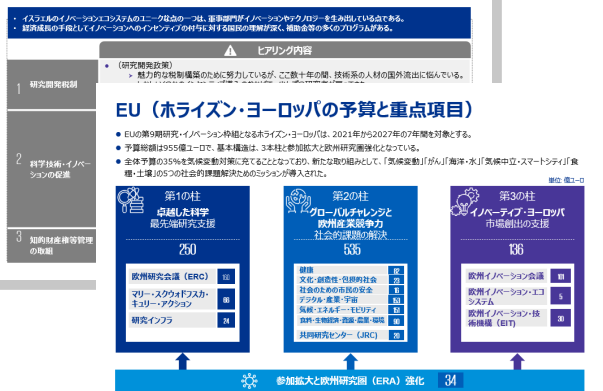 • イスラエルのイノベーションエコシステムのユニークな点の一つは、軍事部門がイノベーションやテクノロジーを生み出している点である。
• 経済成長の手段としてイノベーションへのインセンティブの付与に対する国民の理解が深く、補助金等の多くのプログラムがある。
ヒアリング内容
• （研究開発政策）
➢ 魅力的な税制構築のために努力しているが、ここ数十年の間、技術系の人材の国外流出に悩んでいる。
1 研究開発税制
2 科学技術・イノベーションの促進
3 知的財産権等管理の取組
EU（ホライズン・ヨーロッパの予算と重点項目）
● EUの第9期研究・イノベーション枠組となるホライズン・ヨーロッパは、2021年から2027年の7年間を対象とする。
● 予算総額は955億ユーロで、基本構造は、3本柱と参加拡大と欧州研究圏強化となっている。
● 全体予算の35%を気候変動対策に充てることとなっており、新たな取り組みとして、「気候変動」「がん」「海洋・水」「気候中立・スマートシティ」「食
糧・土壌」の5つの社会的課題解決のためのミッションが導入された。
単位: 億ユーロ
第1の柱
卓越した科学
最先端研究支援
250
欧州研究会議（ERC） 160
マリー・スクウォドフスカ・
キュリー・アクション 66
研究インフラ 24
第2の柱
グローバルチャレンジと
欧州産業競争力
社会的課題の解決
535
健康 82
文化・創造性・包摂的社会 23
社会のための市民の安全 16
デジタル・産業・宇宙 153
気候・エネルギー・モビリティ 151
食料・生物経済・資源・農業・環境 90
共同研究センター（JRC） 20
第3の柱
イノベーティブ・ヨーロッパ
市場創出の支援
136
欧州イノベーション会議 101
欧州イノベーション・エコ
システム 5
欧州イノベーション・技
術機構（EIT） 30
参加拡大と欧州研究圏（ERA）強化 34